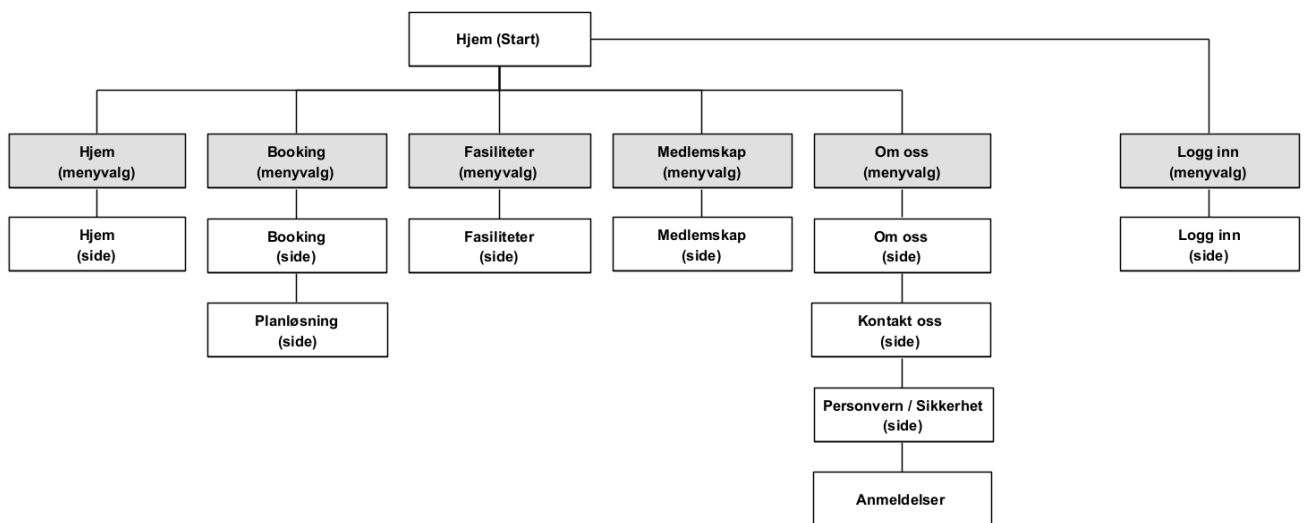 Hjem (Start)
Hjem
(menyvalg)
Booking
(menyvalg)
Fasiliteter
(menyvalg)
Medlemskap
(menyvalg)
Om oss
(menyvalg)
Logg inn
(menyvalg)
Hjem
(side)
Booking
(side)
Fasiliteter
(side)
Medlemskap
(side)
Om oss
(side)
Logg inn
(side)
Planløsning
(side)
Kontakt oss
(side)
Personvern / Sikkerhet
(side)
Anmeldelser